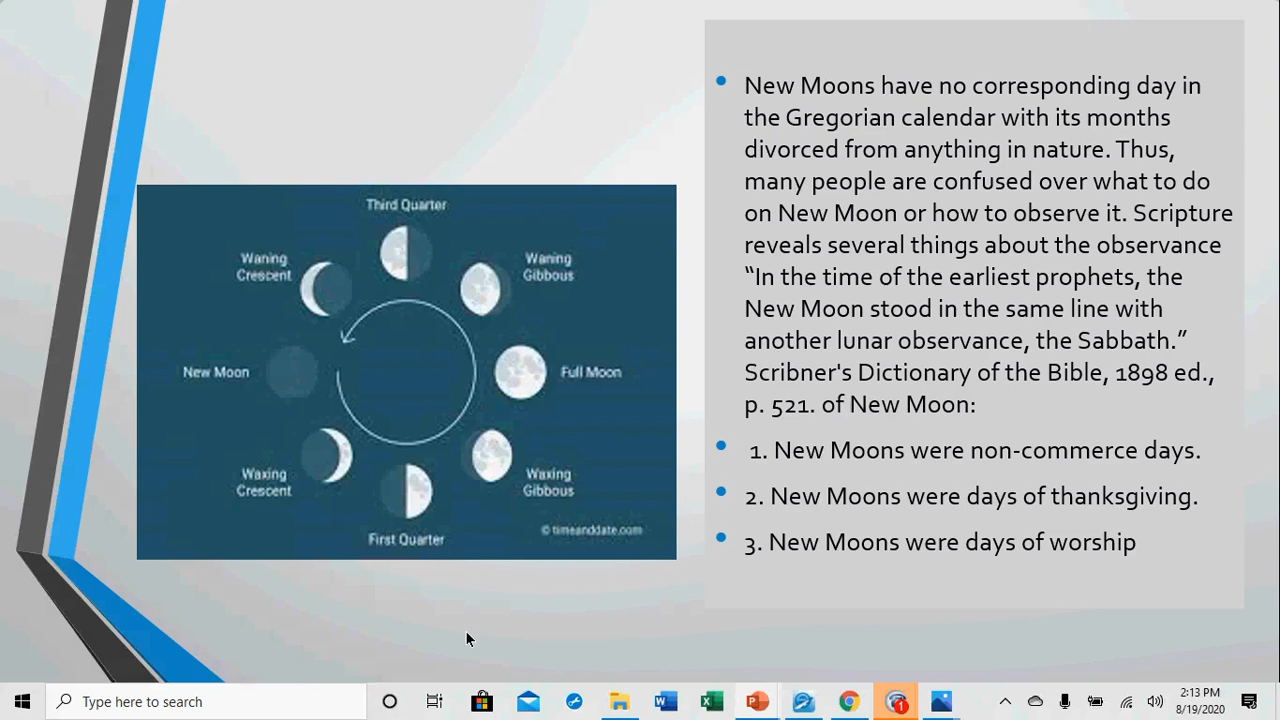 Third Quarter
Waning
Crescent
Waning
Gibbous
New Moon
Full Moon
Waxing
Crescent
Waxing
Gibbous
© timeanddate.com
First Quarter
New Moons have no corresponding day in
the Gregorian calendar with its months
divorced from anything in nature. Thus,
many people are confused over what to do
on New Moon or how to observe it. Scripture
reveals several things about the observance
“In the time of the earliest prophets, the
New Moon stood in the same line with
another lunar observance, the Sabbath.”
Scribner's Dictionary of the Bible, 1898 ed.,
p. 521. of New Moon:
1. New Moons were non-commerce days.
2. New Moons were days of thanksgiving.
3. New Moons were days of worship
Type here to search
1
2:13 PM
8/19/2020